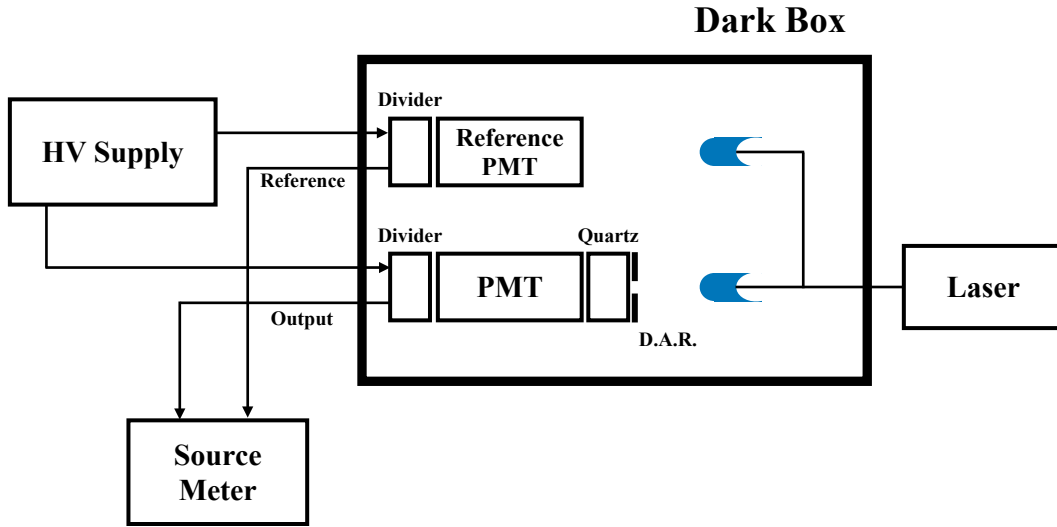 Dark Box
Divider
HV Supply
Reference
PMT
Reference
Divider
Quartz
PMT
Laser
Output
D.A.R.
Source
Meter